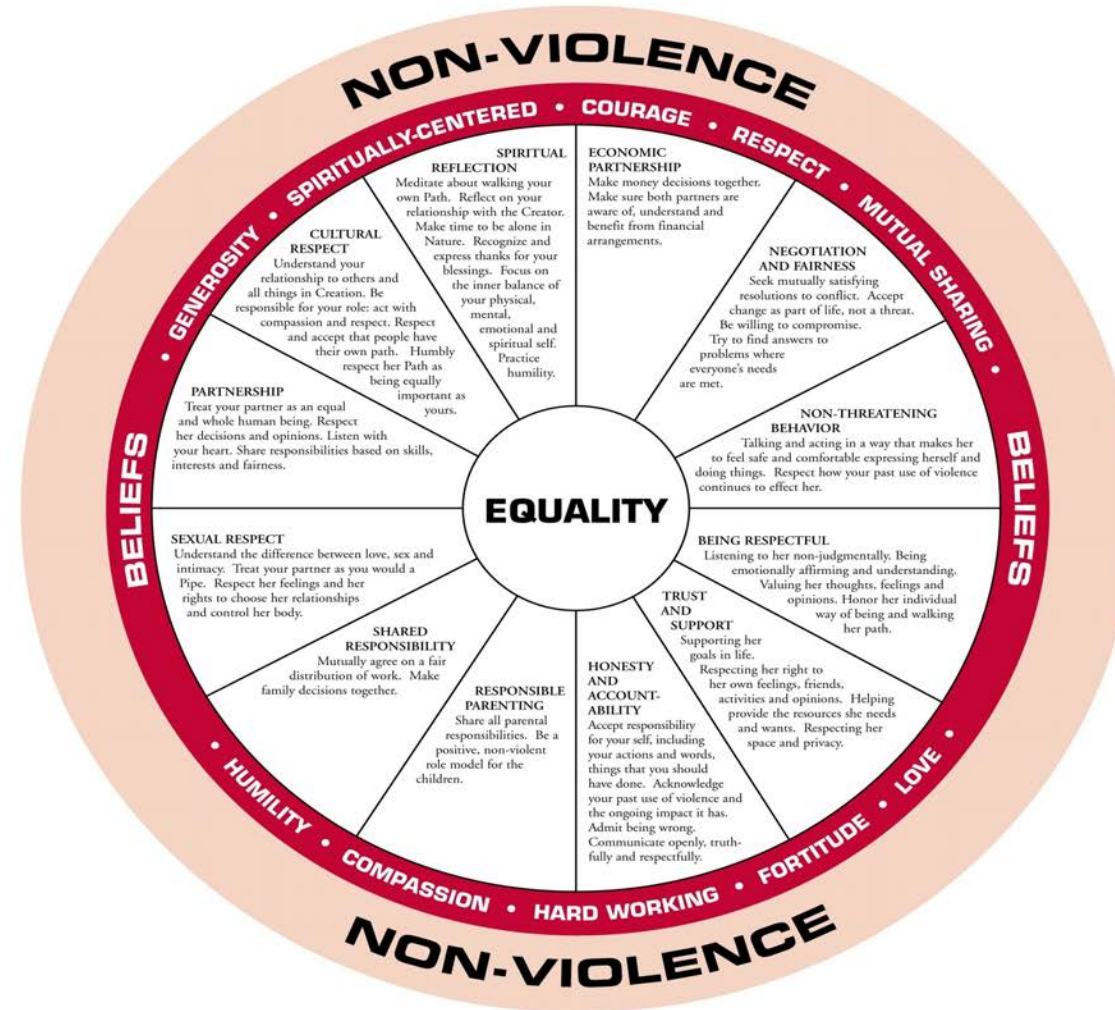 NON-VIOLENCE
• GENEROSITY • SPIRITUALLY-CENTERED • COURAGE • RESPECT • MUTUAL SHARING •
BELIEFS
BELIEFS
SPIRITUAL
REFLECTION
Meditate about walking your
own Path. Reflect on your
relationship with the Creator.
Make time to be alone in
Nature. Recognize and
express thanks for your
blessings. Focus on
the inner balance of
your physical,
mental,
emotional and
spiritual self.
Practice
humility.
ECONOMIC
PARTNERSHIP
Make money decisions together.
Make sure both partners are
aware of, understand and
benefit from financial
arrangements.
CULTURAL
RESPECT
Understand your
relationship to others and
all things in Creation. Be
responsible for your role: act with
compassion and respect. Respect
and accept that people have
their own path. Humbly
respect her Path as
being equally
important as
yours.
NEGOTIATION
AND FAIRNESS
Seek mutually satisfying
resolutions to conflict. Accept
change as part of life, not a threat.
Be willing to compromise.
Try to find answers to
problems where
everyone's needs
are met.
PARTNERSHIP
Treat your partner as an equal
and whole human being. Respect
her decisions and opinions. Listen with
your heart. Share responsibilities based on skills,
interests and fairness.
NON-THREATENING
BEHAVIOR
Talking and acting in a way that makes her
to feel safe and comfortable expressing herself and
doing things. Respect how your past use of violence
continues to effect her.
EQUALITY
SEXUAL RESPECT
Understand the difference between love, sex and
intimacy. Treat your partner as you would a
Pipe. Respect her feelings and her
rights to choose her relationships
and control her body.
BEING RESPECTFUL
Listening to her non-judgmentally. Being
emotionally affirming and understanding.
Valuing her thoughts, feelings and
opinions. Honor her individual
way of being and walking
her path.
SHARED
RESPONSIBILITY
Mutually agree on a fair
distribution of work. Make
family decisions together.
TRUST
AND
SUPPORT
Supporting her
goals in life.
Respecting her right to
her own feelings, friends,
activities and opinions. Helping
provide the resources she needs
and wants. Respecting her
space and privacy.
RESPONSIBLE
PARENTING
Share all parental
responsibilities. Be a
positive, non-violent
role model for the
children.
HONESTY
AND
ACCOUNT-
ABILITY
Accept responsibility
for your self, including
your actions and words,
things that you should
have done. Acknowledge
your past use of violence and
the ongoing impact it has.
Admit being wrong.
Communicate openly, truth-
fully and respectfully.
• HUMILITY • COMPASSION • HARD WORKING • FORTITUDE • LOVE •
NON-VIOLENCE